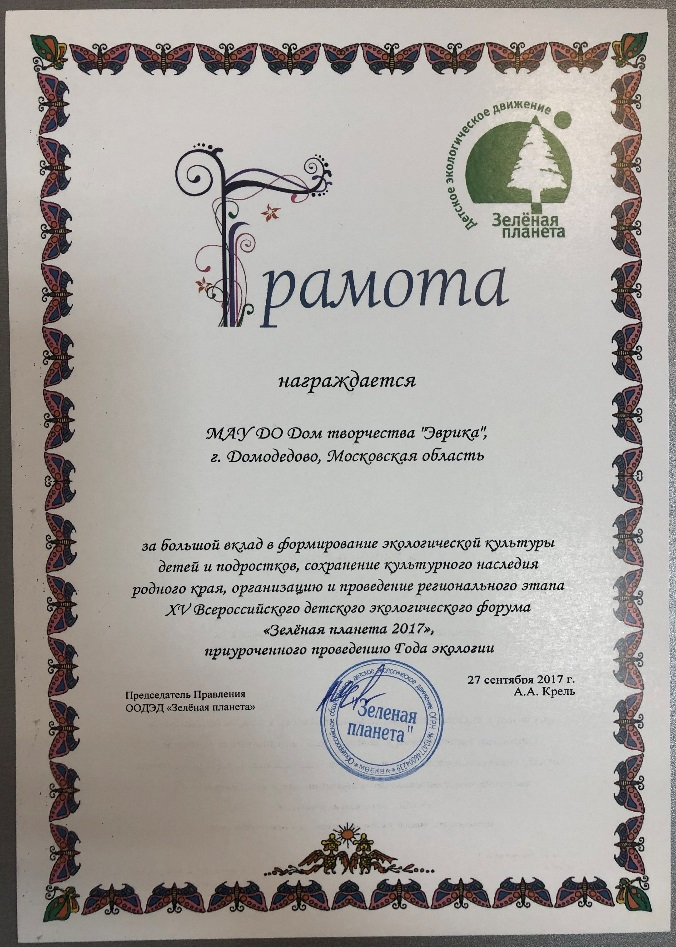 Детское экологическое движение
Зелёная
планета
Грамота
награждается
МАУ ДО Дом творчества "Эврика",
г. Домодедово, Московская область
за большой вклад в формирование экологической культуры
детей и подростков, сохранение культурного наследия
родного края, организацию и проведение регионального этапа
XV Всероссийского детского экологического форума
«Зелёная планета 2017»,
приуроченного проведению Года экологии
Председатель Правления
ООДЭД «Зелёная планета»
27 сентября 2017 г.
А.А. Крель
"Зеленая
планета"